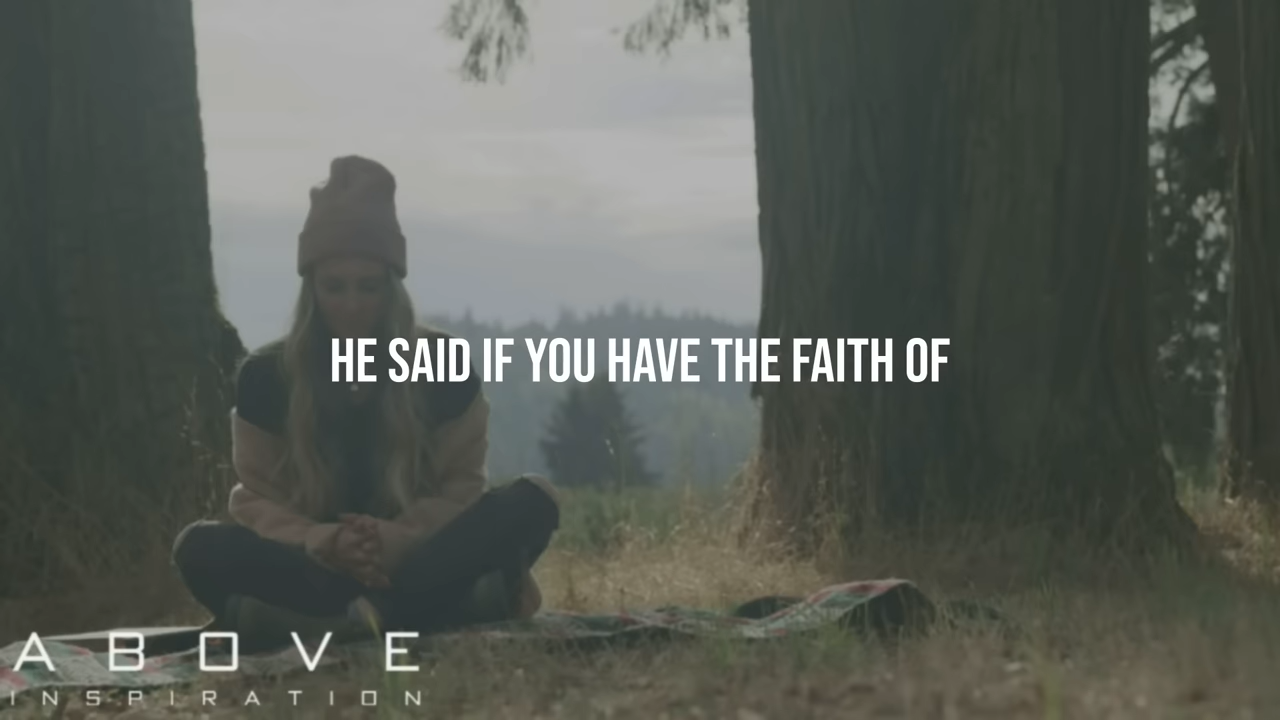 HE SAID IF YOU HAVE THE FAITH OF
ABOVE
INSPIRATION